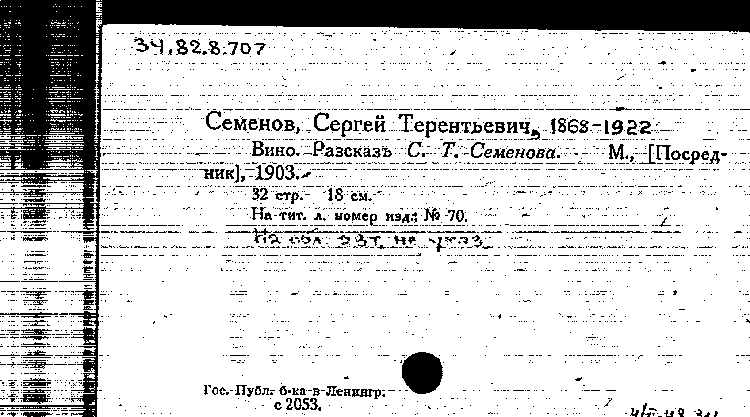 34.82.8.707
Семенов, Сергей Терентьевич, 1868-1922
Вино. Разсказъ С. Т. Семенова. М., [Посред-
ник], 1903.
32 стр. 18 см.
На тит. л. номер изд.: № 70.
На обл. авт. не указ.
Гос. Публ. б-ка в Ленингр.
с 2053.